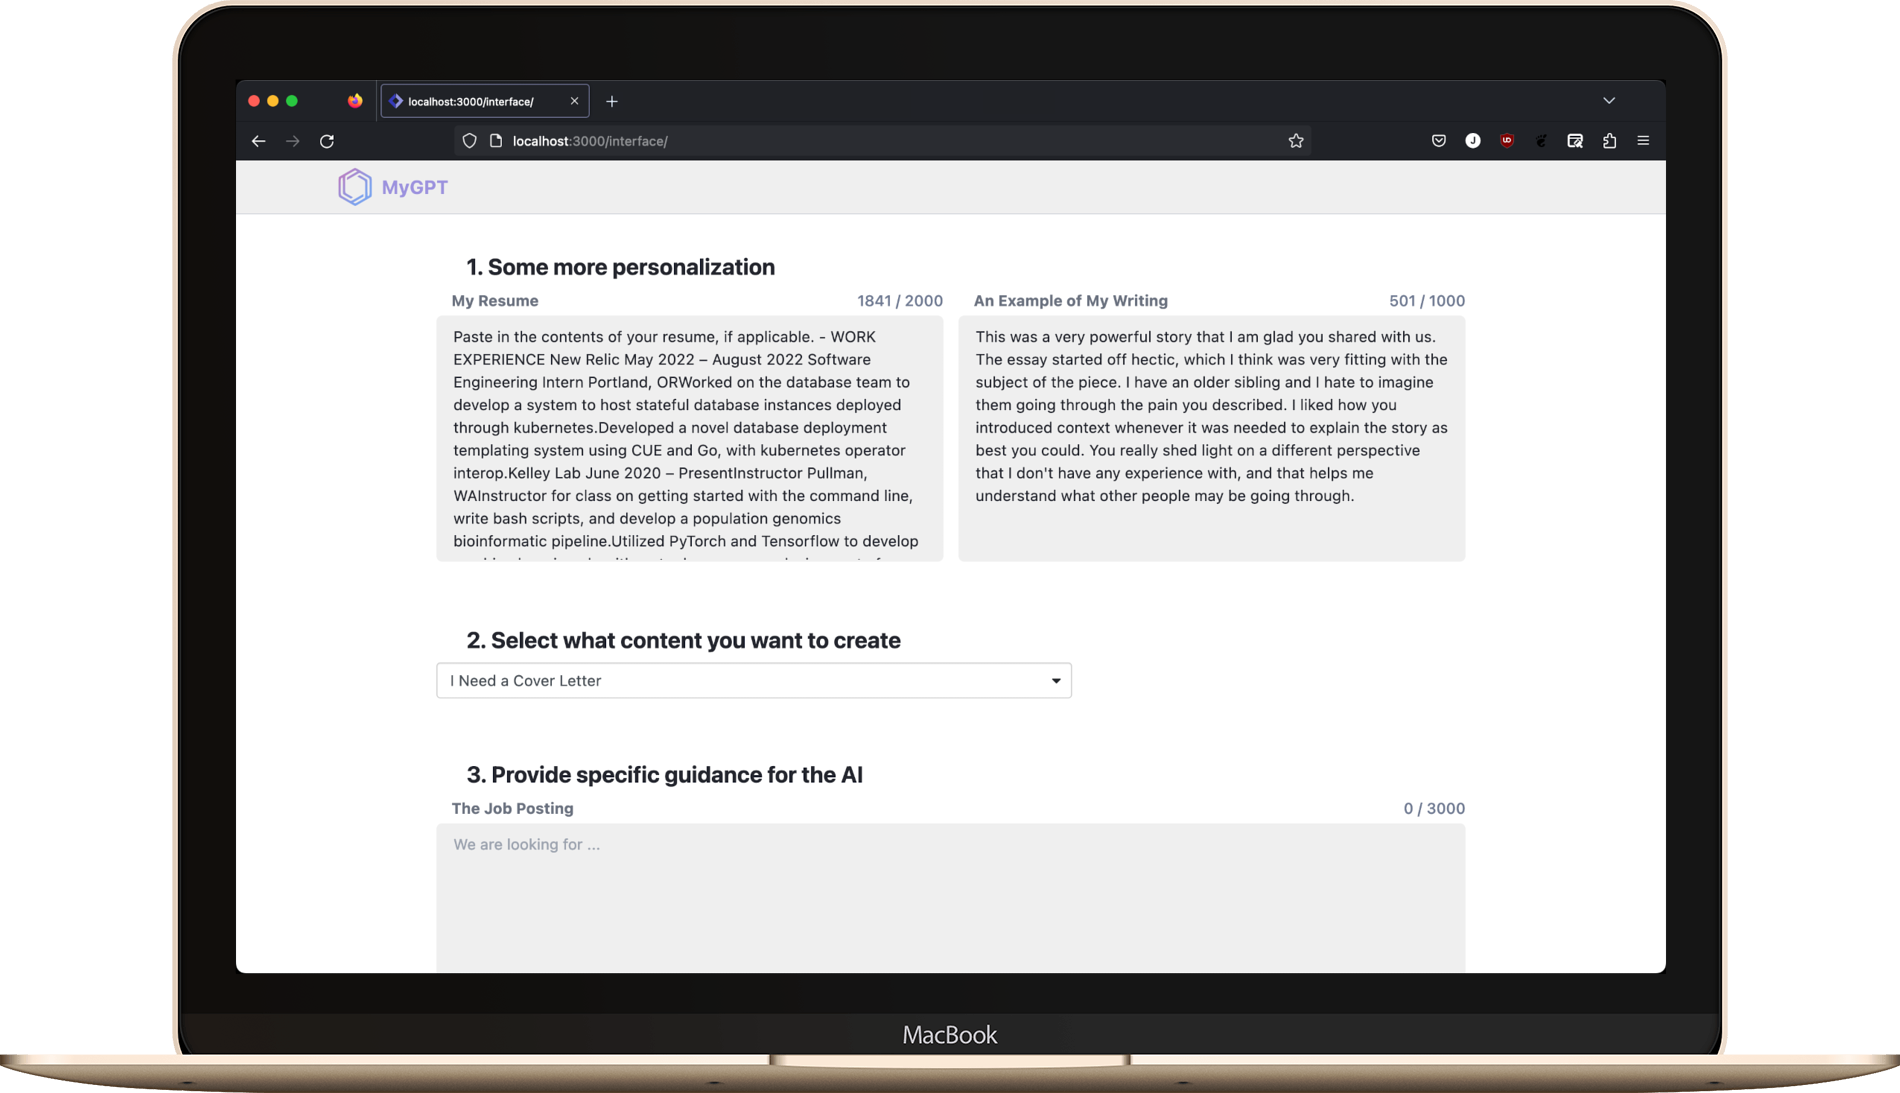 localhost:3000/interface/
localhost:3000/interface/
J
UD
MyGPT
1. Some more personalization
My Resume
1841 / 2000
Paste in the contents of your resume, if applicable. - WORK
EXPERIENCE New Relic May 2022 – August 2022 Software
Engineering Intern Portland, ORWorked on the database team to
develop a system to host stateful database instances deployed
through kubernetes.Developed a novel database deployment
templating system using CUE and Go, with kubernetes operator
interop.Kelley Lab June 2020 – PresentInstructor Pullman,
WAInstructor for class on getting started with the command line,
write bash scripts, and develop a population genomics
bioinformatic pipeline.Utilized PyTorch and Tensorflow to develop
An Example of My Writing
501 / 1000
This was a very powerful story that I am glad you shared with us.
The essay started off hectic, which I think was very fitting with the
subject of the piece. I have an older sibling and I hate to imagine
them going through the pain you described. I liked how you
introduced context whenever it was needed to explain the story as
best you could. You really shed light on a different perspective
that I don't have any experience with, and that helps me
understand what other people may be going through.
2. Select what content you want to create
I Need a Cover Letter
3. Provide specific guidance for the AI
The Job Posting
0 / 3000
We are looking for ...
MacBook